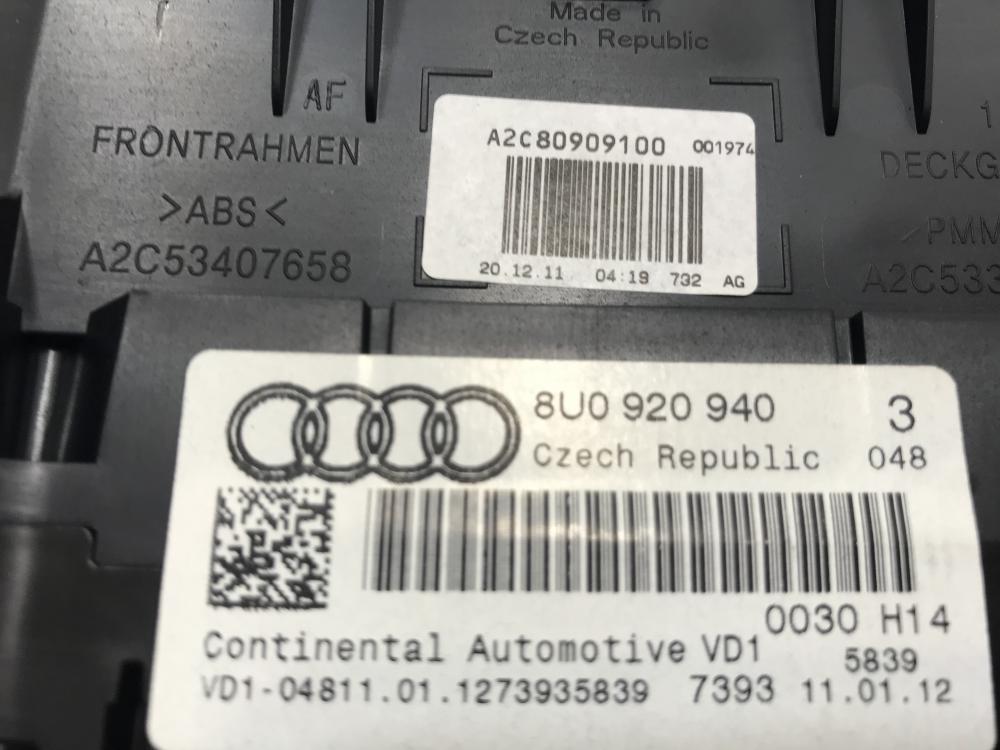 Made in
Czech Republic
AF
FRONTRAHMEN
>ABS<
A2C53407658
A2C80909100 001974
20.12.11 04:19 732 AG
1
DECKG
PMM
A2C533
8U0 920 940 3
Czech Republic 048
0030 H14
Continental Automotive VD1 5839
VD1-04811.01.1273935839 7393 11.01.12